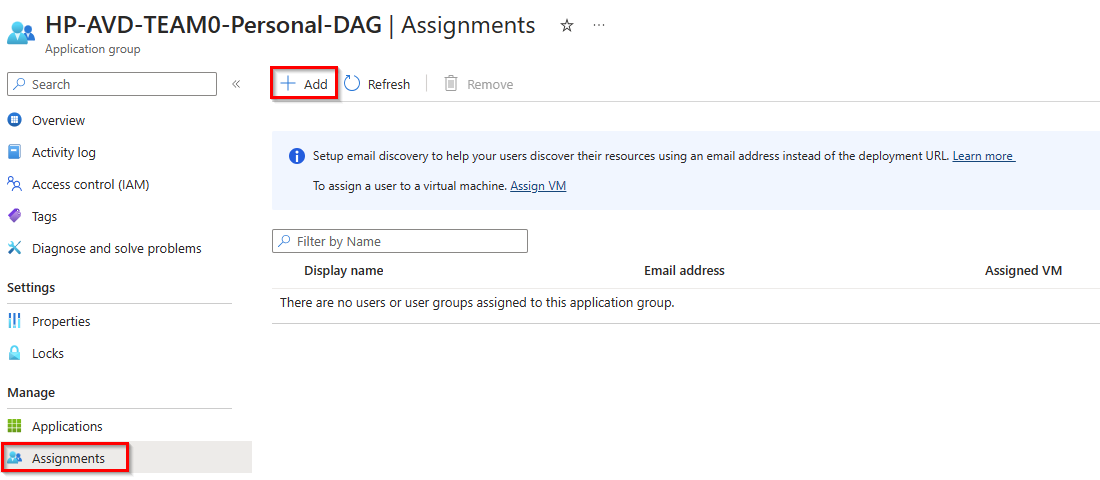 HP-AVD-TEAM0-Personal-DAG | Assignments
Application group
Search
Overview
Activity log
Access control (IAM)
Tags
Diagnose and solve problems
Settings
Properties
Locks
Manage
Applications
Assignments
Add Refresh Remove
Setup email discovery to help your users discover their resources using an email address instead of the deployment URL. Learn more
To assign a user to a virtual machine. Assign VM
Filter by Name
Display name Email address Assigned VM
There are no users or user groups assigned to this application group.